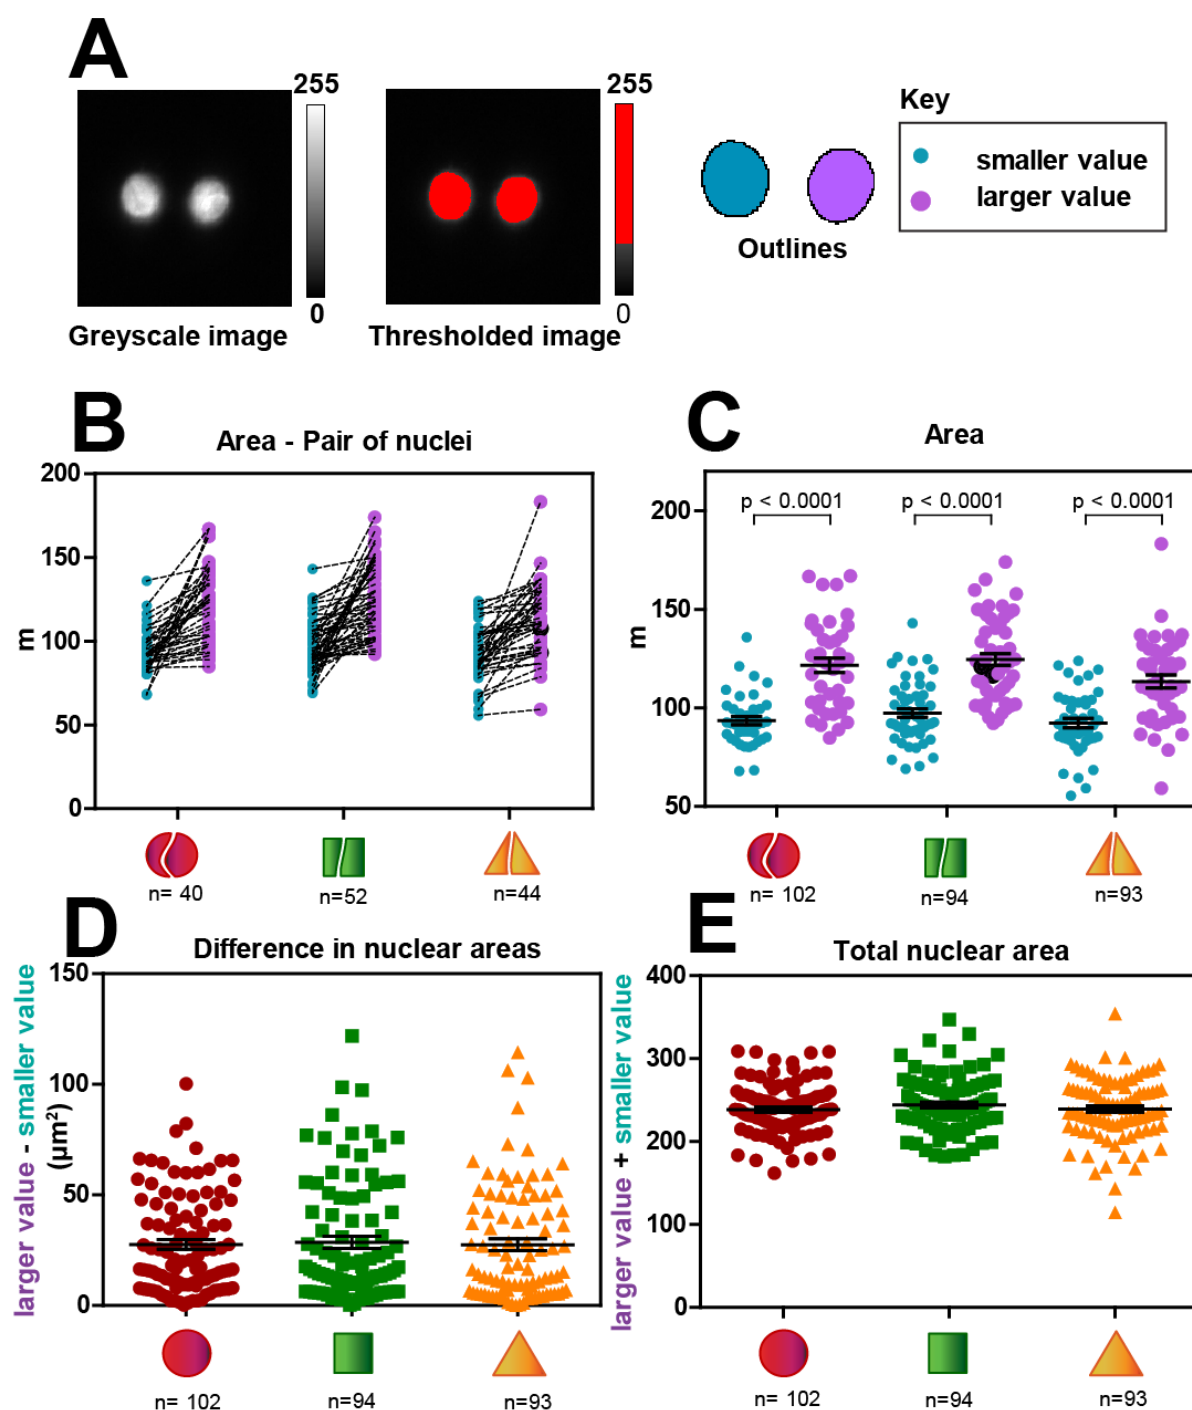 A
255
255
0
0
Greyscale image
Thresholded image
Outlines
Key
smaller value
larger value
B
Area - Pair of nuclei
m
200
150
100
50
0
n= 40
n=52
n=44
C
Area
m
200
150
100
50
p < 0.0001
p < 0.0001
p < 0.0001
n= 102
n=94
n=93
D
Difference in nuclear areas
larger value - smaller value
(µm²)
150
100
50
0
n= 102
n=94
n=93
E
Total nuclear area
larger value + smaller value
400
300
200
100
0
n= 102
n=94
n=93